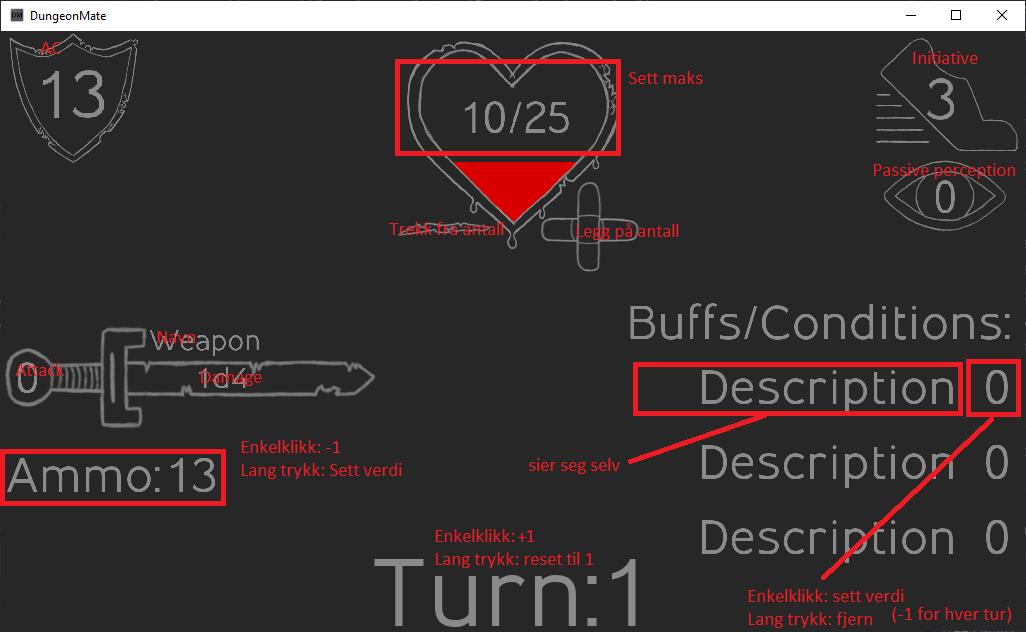 DM DungeonMate
AC
13
10/25
Sett maks
Initiative
3
Passive perception
0
Trekk fra antall
Legg på antall
Navn
Weapon
Attack
0
Damage
1d4
Buffs/Conditions:
Description 0
Enkelklikk: -1
Lang trykk: Sett verdi
Ammo:13
sier seg selv
Description 0
Enkelklikk: +1
Lang trykk: reset til 1
Turn:1
Description 0
Enkelklikk: sett verdi
Lang trykk: fjern (-1 for hver tur)